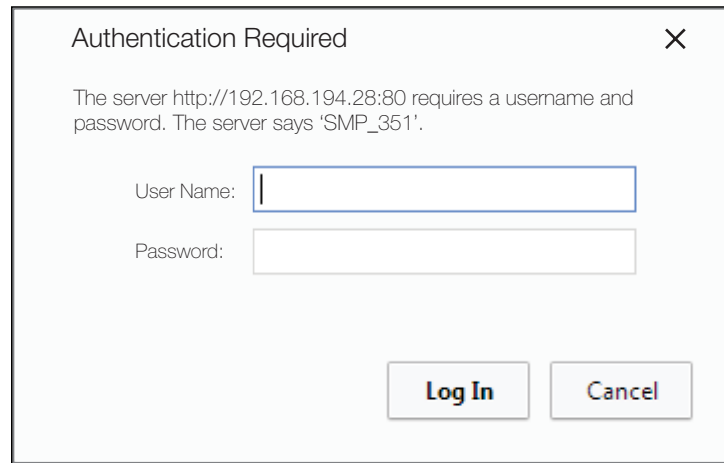 Authentication Required
The server http://192.168.194.28:80 requires a username and
password. The server says ‘SMP_351’.
User Name:
Password:
Log In
Cancel